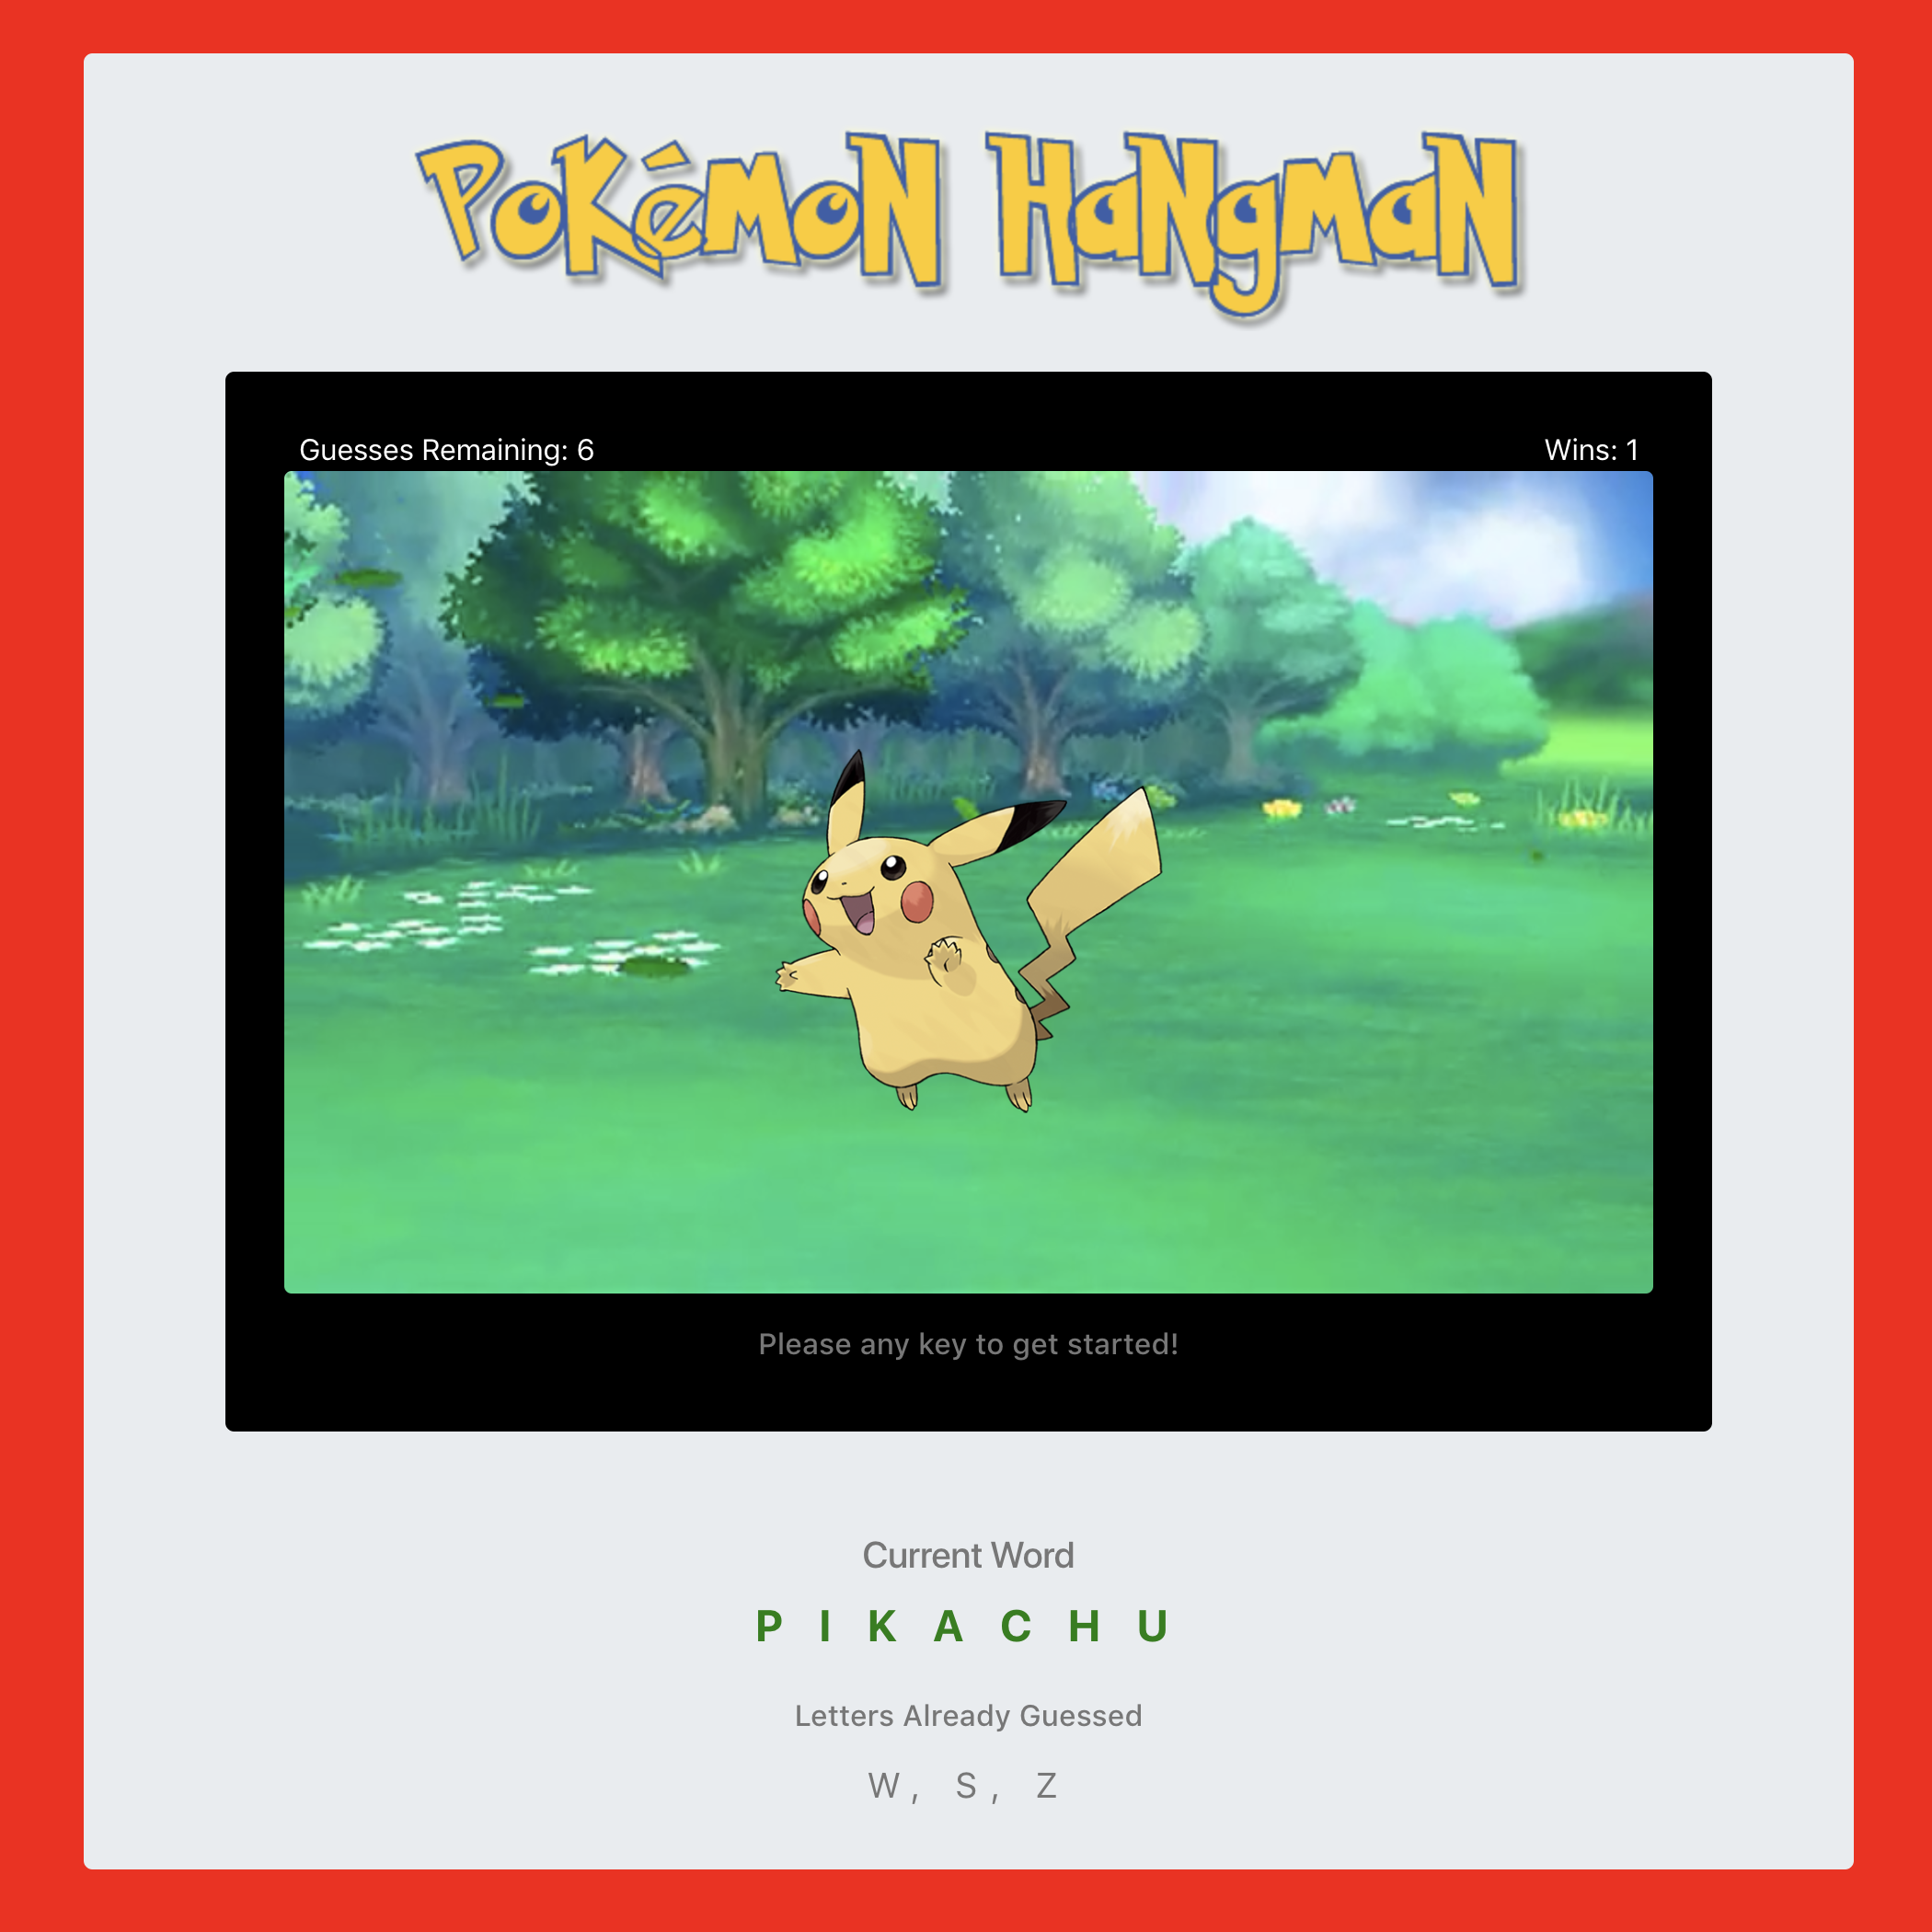 Pokémon Hangman
Guesses Remaining: 6
Wins: 1
Please any key to get started!
Current Word
P I K A C H U
Letters Already Guessed
W , S , Z